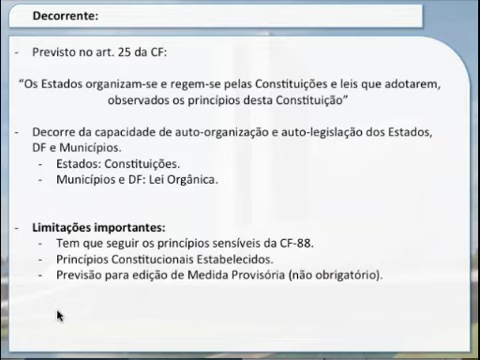 Decorrente:
- Previsto no art. 25 da CF:
“Os Estados organizam-se e regem-se pelas Constituições e leis que adotarem,
observados os princípios desta Constituição”
- Decorre da capacidade de auto-organização e auto-legislação dos Estados,
DF e Municípios.
- Estados: Constituições.
- Municípios e DF: Lei Orgânica.
- Limitações importantes:
- Tem que seguir os princípios sensíveis da CF-88.
- Princípios Constitucionais Estabelecidos.
- Previsão para edição de Medida Provisória (não obrigatório).